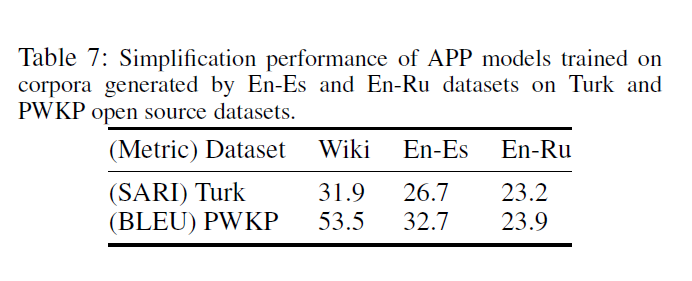 Table 7: Simplification performance of APP models trained on
corpora generated by En-Es and En-Ru datasets on Turk and
PWKP open source datasets.
(Metric) Dataset Wiki En-Es En-Ru
(SARI) Turk 31.9 26.7 23.2
(BLEU) PWKP 53.5 32.7 23.9